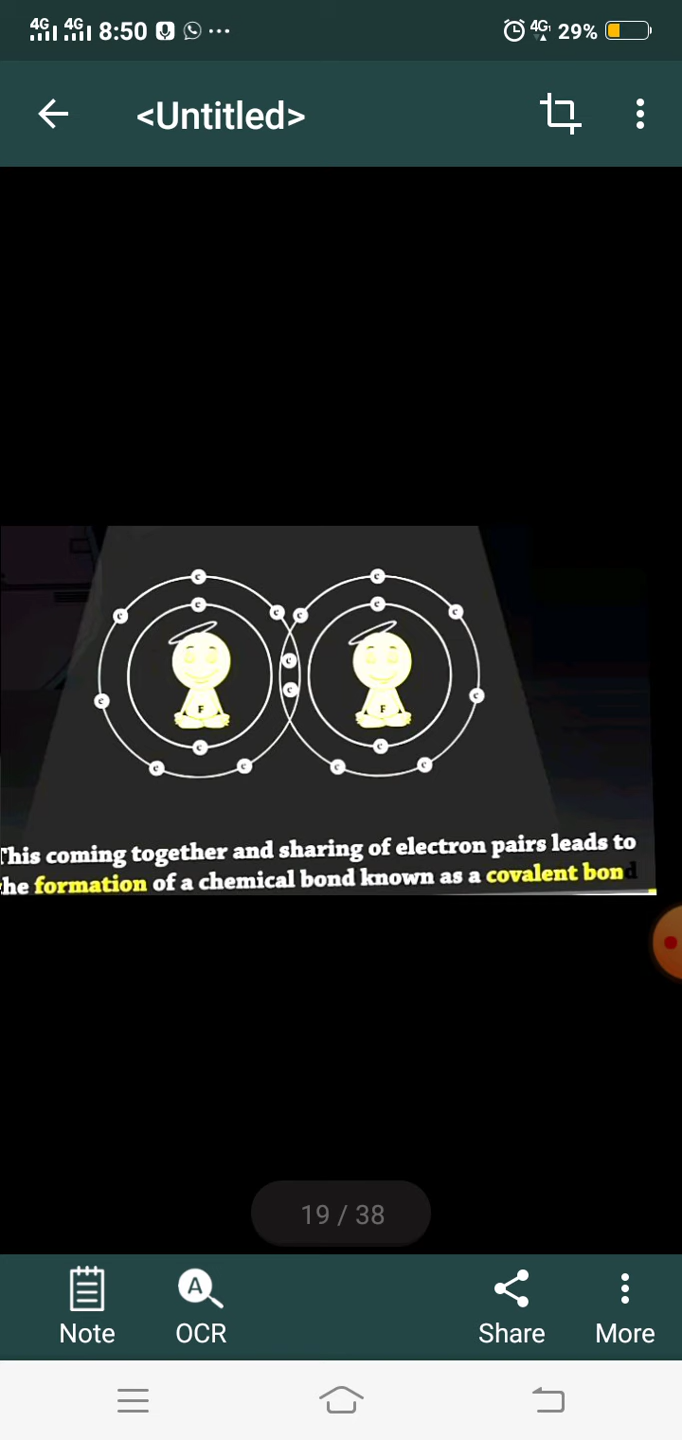 4G 4G 8:50 4G 29%
<Untitled>
e
e e
e e e e e
e
e
e e
e e
e e e e
F F
This coming together and sharing of electron pairs leads to
he formation of a chemical bond known as a covalent bond
19 / 38
A
Note OCR Share More